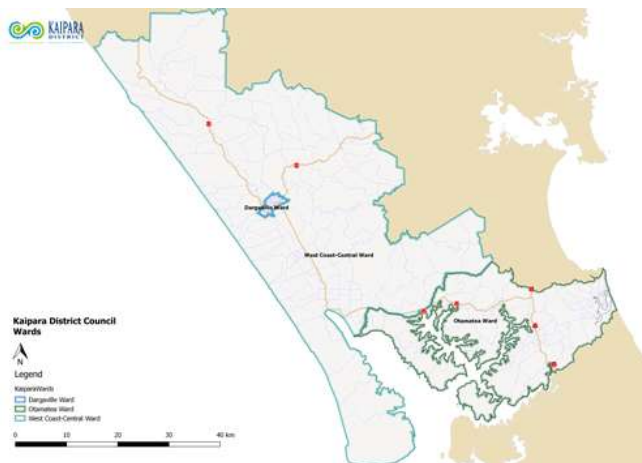 KAIPARA
DISTRICT
Dargaville Ward
West Coast-Central Ward
Otamatea Ward
Kaipara District Council
Wards
N
Legend
KaiparaWards
Dargaville Ward
Otamatea Ward
West Coast-Central Ward
0 10 20 30 40 km